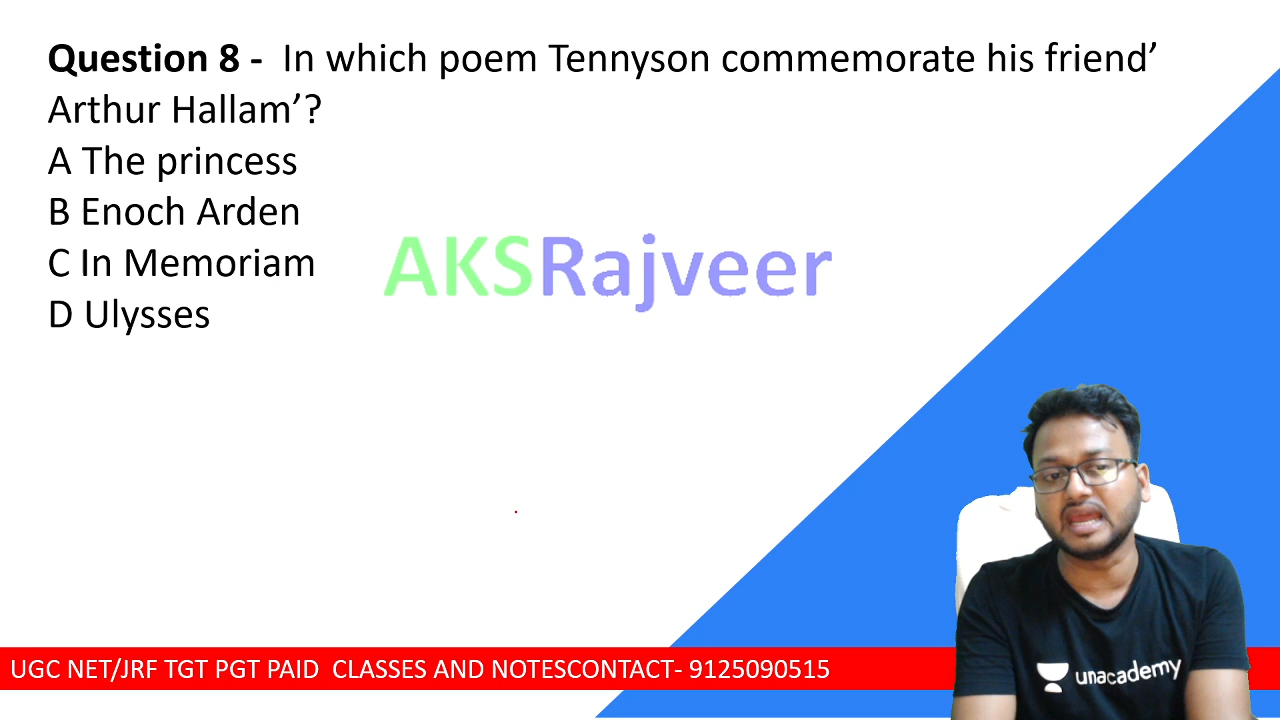 Question 8 -  In which poem Tennyson commemorate his friend’
Arthur Hallam’?
A The princess
B Enoch Arden
C In Memoriam
D Ulysses
AKSRajveer
UGC NET/JRF TGT PGT PAID  CLASSES AND NOTESCONTACT- 9125090515
unacademy